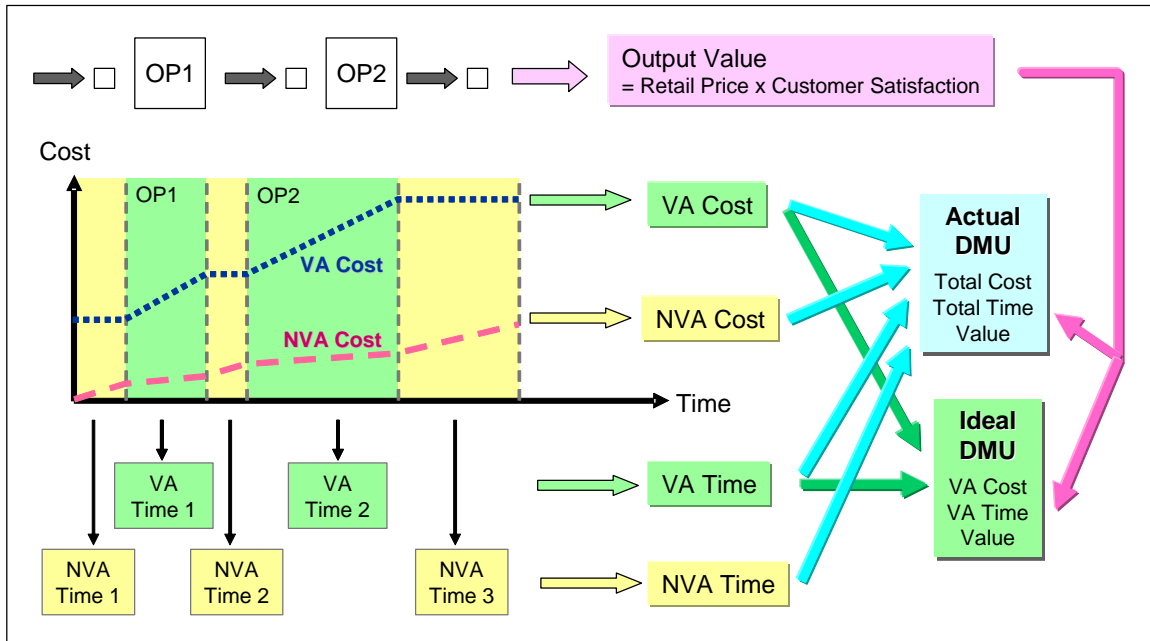 OP1
OP2
Output Value
= Retail Price x Customer Satisfaction
Cost
OP1
OP2
VA Cost
NVA Cost
Time
VA Cost
NVA Cost
VA Time
NVA Time
VA
Time 1
VA
Time 2
NVA
Time 1
NVA
Time 2
NVA
Time 3
Actual
DMU
Total Cost
Total Time
Value
Ideal
DMU
VA Cost
VA Time
Value